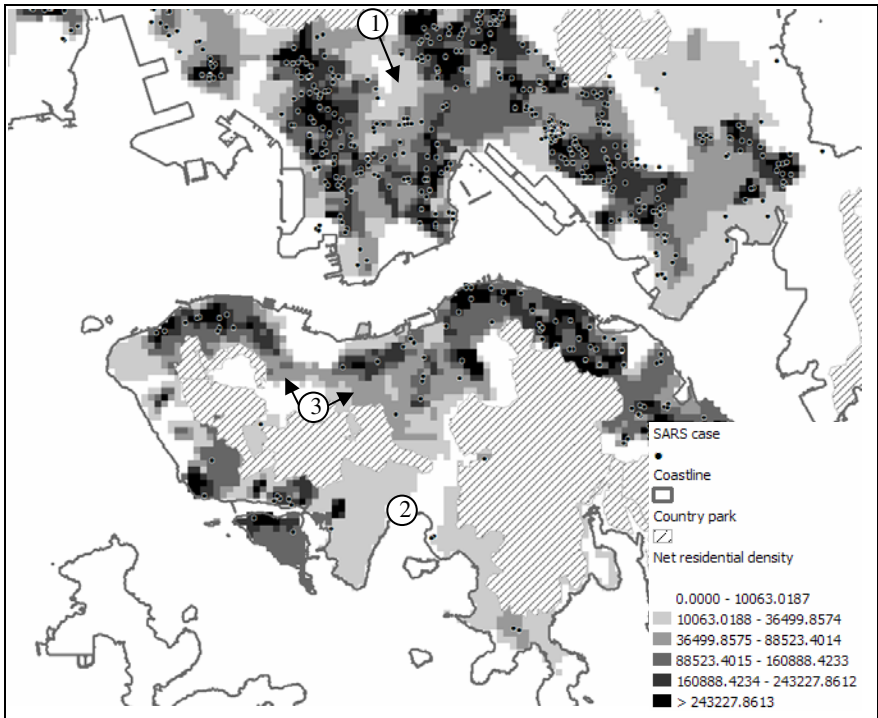 1
3
2
SARS case
Coastline
Country park
Net residential density
0.0000 - 10063.0187
10063.0188 - 36499.8574
36499.8575 - 88523.4014
88523.4015 - 160888.4233
160888.4234 - 243227.8612
> 243227.8613